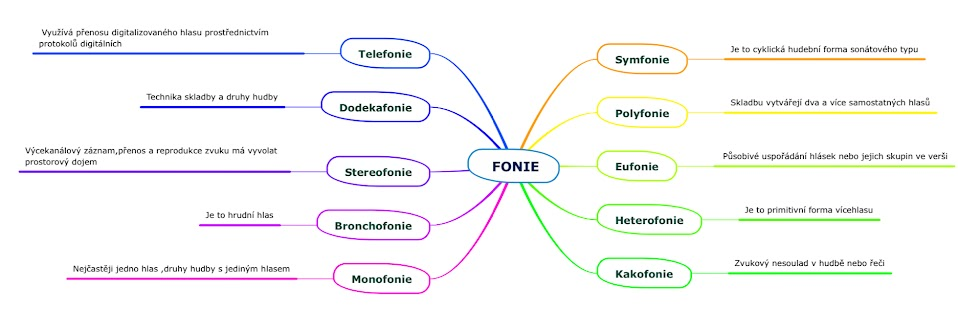 FONIE
Telefonie
Využívá přenosu digitalizovaného hlasu prostřednictvím
protokolů digitálních
Dodekafonie
Technika skladby a druhy hudby
Stereofonie
Výcekanálový záznam,přenos a reprodukce zvuku má vyvolat
prostorový dojem
Bronchofonie
Je to hrudní hlas
Monofonie
Nejčastěji jedno hlas ,druhy hudby s jediným hlasem
Symfonie
Je to cyklická hudební forma sonátového typu
Polyfonie
Skladbu vytvářejí dva a více samostatných hlasů
Eufonie
Působivé uspořádání hlásek nebo jejich skupin ve verši
Heterofonie
Je to primitivní forma vícehlasu
Kakofonie
Zvukový nesoulad v hudbě nebo řeči